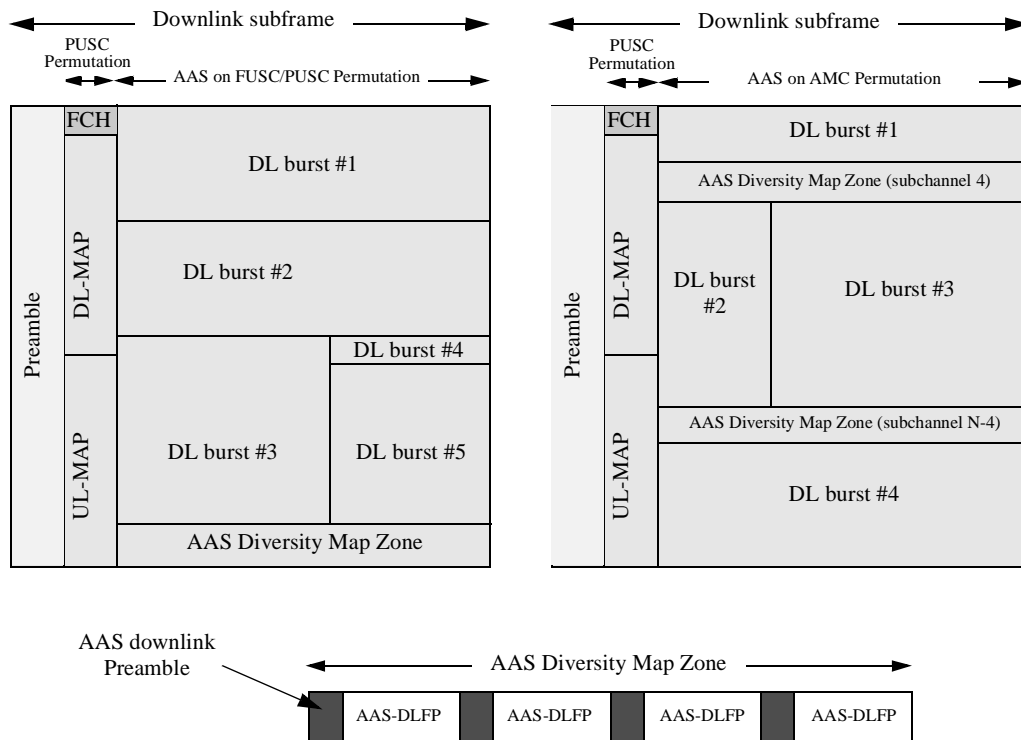 Downlink subframe
PUSC
Permutation
AAS on FUSC/PUSC Permutation
FCH
DL burst #1
DL-MAP
DL burst #2
Preamble
DL burst #4
UL-MAP
DL burst #3
DL burst #5
AAS Diversity Map Zone
Downlink subframe
PUSC
Permutation
AAS on AMC Permutation
FCH
DL burst #1
AAS Diversity Map Zone (subchannel 4)
DL-MAP
DL burst
#2
DL burst #3
Preamble
AAS Diversity Map Zone (subchannel N-4)
UL-MAP
DL burst #4
AAS downlink
Preamble
AAS Diversity Map Zone
AAS-DLFP
AAS-DLFP
AAS-DLFP
AAS-DLFP